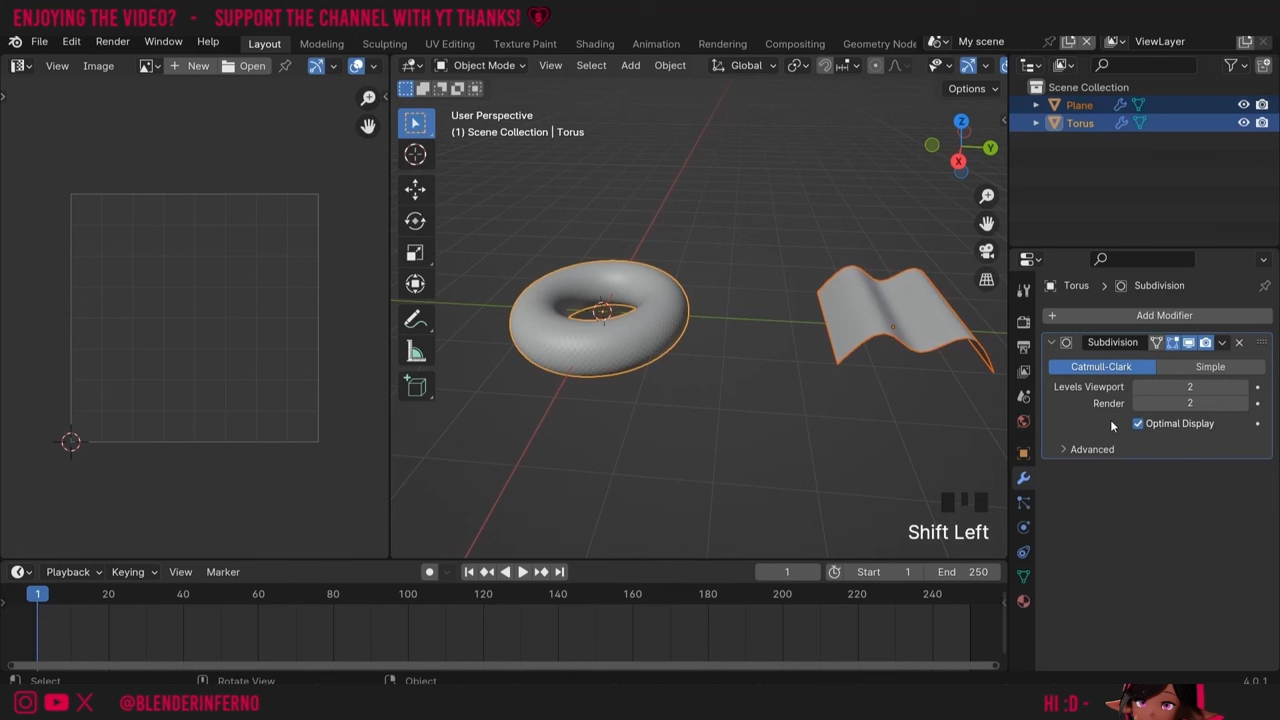 ENJOYING THE VIDEO? - SUPPORT THE CHANNEL WITH YT THANKS!
File Edit Render Window Help Layout Modeling Sculpting UV Editing Texture Paint Shading Animation Rendering Compositing Geometry Node My scene ViewLayer
View Image New Open Object Mode View Select Add Object Global
Options
User Perspective
(1) Scene Collection | Torus
Z
Y
X
Scene Collection
Plane
Torus
Torus > Subdivision
Add Modifier
Subdivision
Catmull-Clark Simple
Levels Viewport 2
Render 2
Optimal Display
Advanced
Shift Left
Playback Keying View Marker 1 Start 1 End 250
1 20 40 60 80 100 120 140 160 180 200 220 240
Select Rotate View Object 4.0.1
@BLENDERINFERNO HI :D -